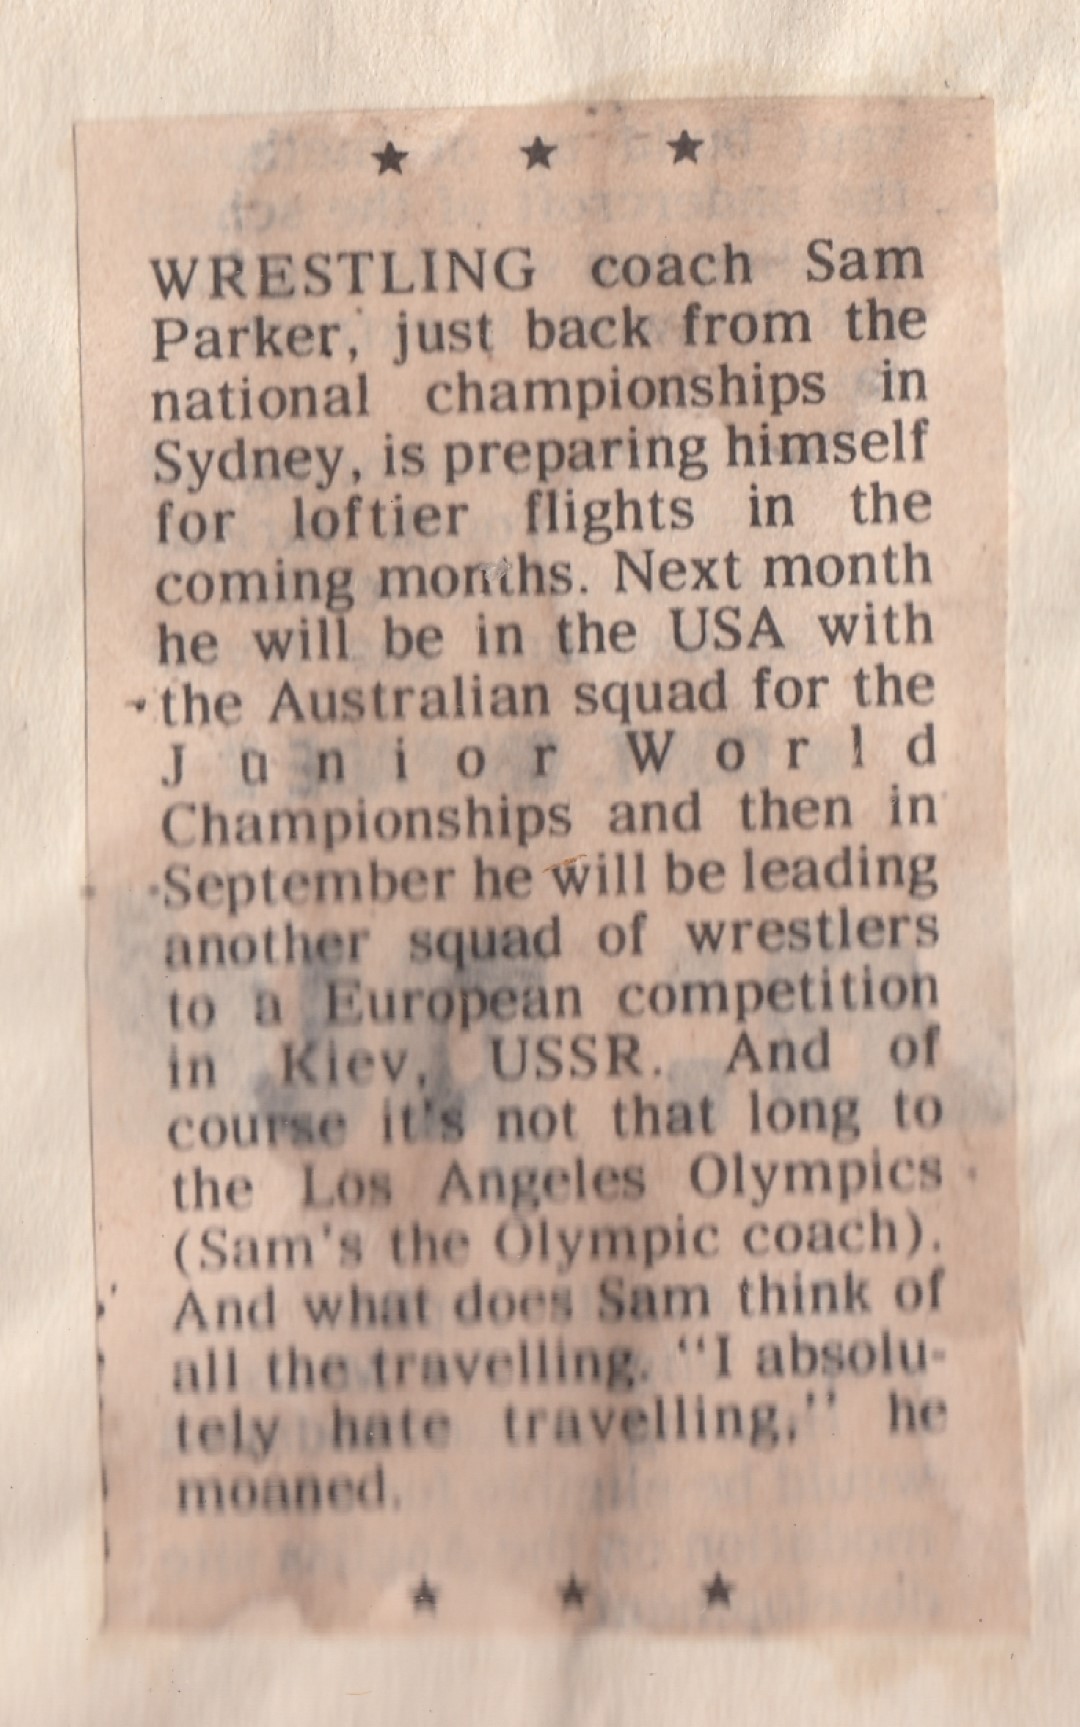 WRESTLING coach Sam
Parker, just back from the
national championships in
Sydney, is preparing himself
for loftier flights in the
coming months. Next month
he will be in the USA with
the Australian squad for the
Junior World
Championships and then in
September he will be leading
another squad of wrestlers
to a European competition
in Kiev, USSR. And of
course it's not that long to
the Los Angeles Olympics
(Sam's the Olympic coach).
And what does Sam think of
all the travelling. "I absolu-
tely hate travelling," he
moaned.